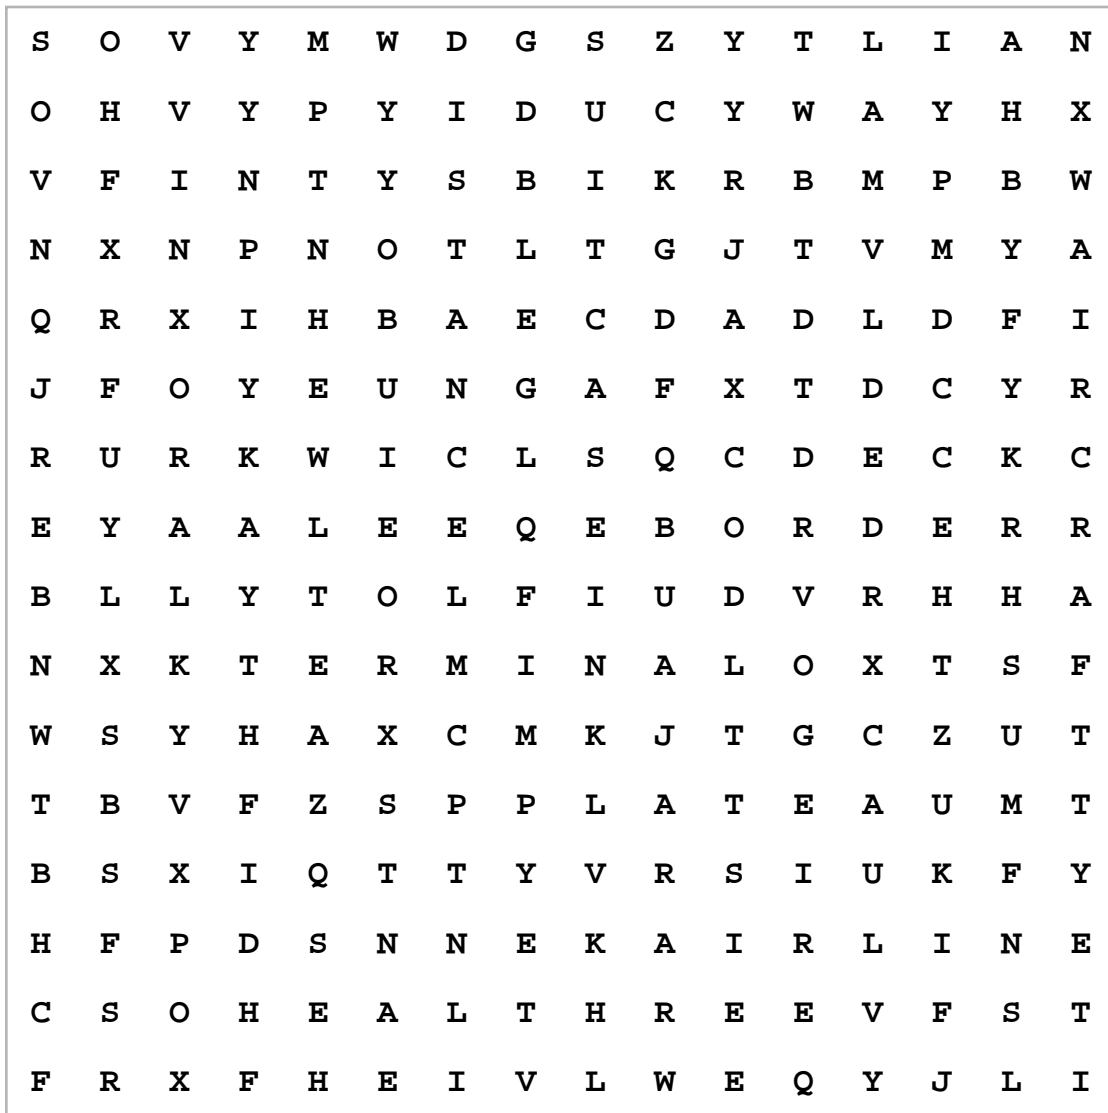 S O V Y M W D G S Z Y T L I A N
O H V Y P Y I D U C Y W A Y H X
V F I N T Y S B I K R B M P B W
N X N P N O T L T G J T V M Y A
Q R X I H B A E C D A D L D F I
J F O Y E U N G A F X T D C Y R
R U R K W I C L S Q C D E C K C
E Y A A L E E Q E B O R D E R R
B L L Y T O L F I U D V R H H A
N X K T E R M I N A L O X T S F
W S Y H A X C M K J T G C Z U T
T B V F Z S P P L A T E A U M T
B S X I Q T T Y V R S I U K F Y
H F P D S N N E K A I R L I N E
C S O H E A L T H R E E V F S T
F R X F H E I V L W E Q Y J L I